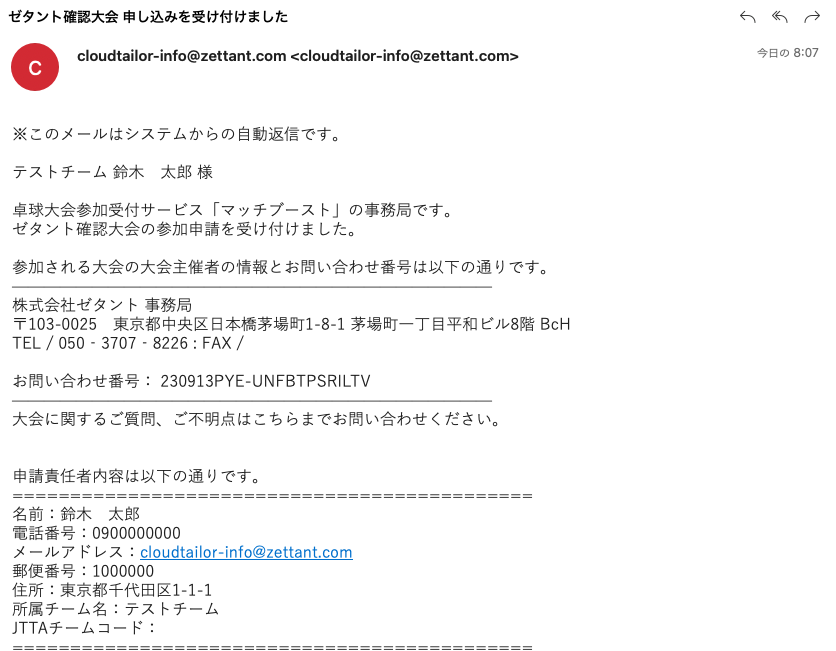 ゼタント確認大会 申し込みを受け付けました
C
cloudtailor-info@zettant.com <cloudtailor-info@zettant.com>
今日の 8:07
※このメールはシステムからの自動返信です。
テストチーム 鈴木　太郎 様
卓球大会参加受付サービス「マッチブースト」の事務局です。
ゼタント確認大会の参加申請を受け付けました。
参加される大会の大会主催者の情報とお問い合わせ番号は以下の通りです。
――――――――――――――――――――――――――――――
株式会社ゼタント 事務局
〒103-0025　東京都中央区日本橋茅場町1-8-1 茅場町一丁目平和ビル8階 BcH
TEL / 050‐3707‐8226 : FAX /
お問い合わせ番号： 230913PYE-UNFBTPSRILTV
――――――――――――――――――――――――――――――
大会に関するご質問、ご不明点はこちらまでお問い合わせください。
申請責任者内容は以下の通りです。
=============================================
名前：鈴木　太郎
電話番号：0900000000
メールアドレス：cloudtailor-info@zettant.com
郵便番号：1000000
住所：東京都千代田区1-1-1
所属チーム名：テストチーム
JTTAチームコード：
=============================================